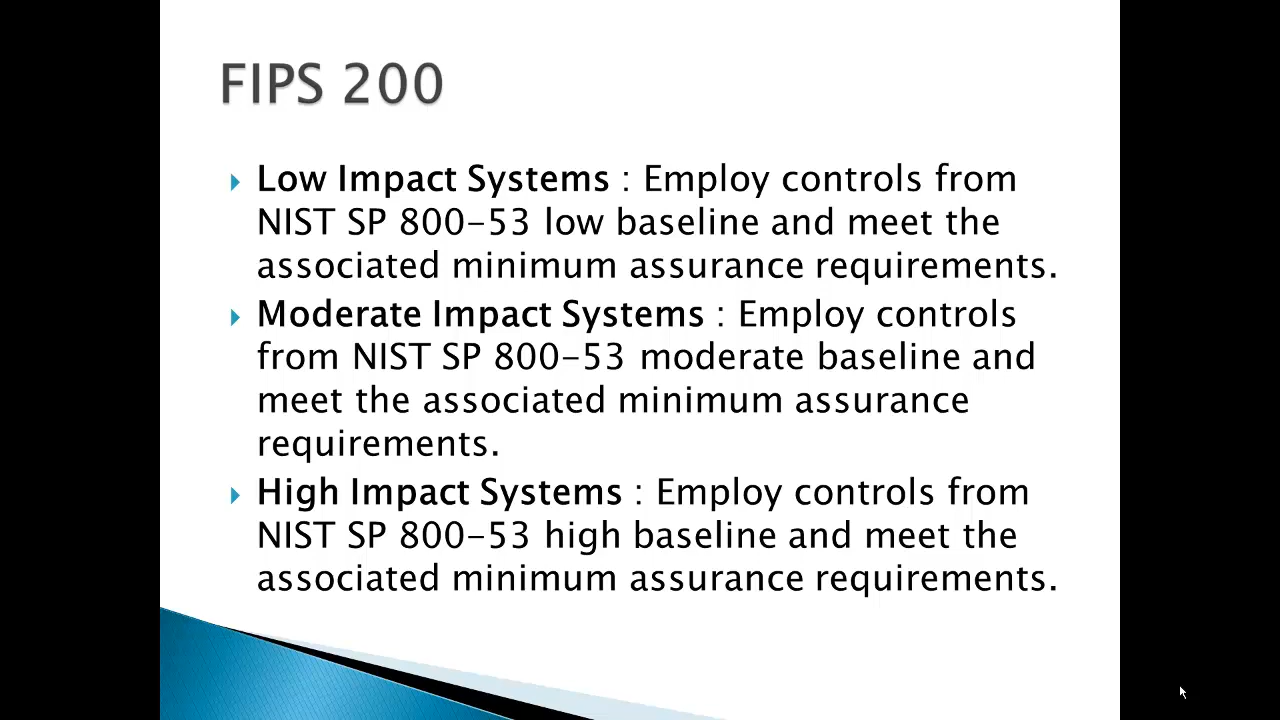 FIPS 200
Low Impact Systems : Employ controls from
NIST SP 800-53 low baseline and meet the
associated minimum assurance requirements.
Moderate Impact Systems : Employ controls
from NIST SP 800-53 moderate baseline and
meet the associated minimum assurance
requirements.
High Impact Systems : Employ controls from
NIST SP 800-53 high baseline and meet the
associated minimum assurance requirements.